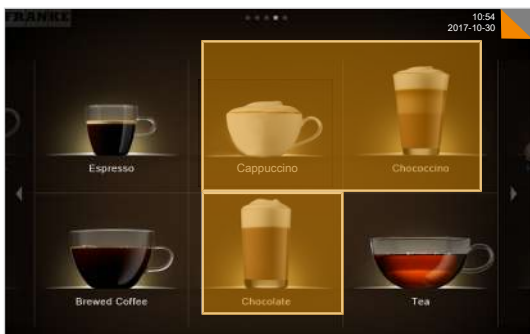 FRANKE
10:54
2017-10-30
Espresso
Cappuccino
Chococcino
Brewed Coffee
Chocolate
Tea